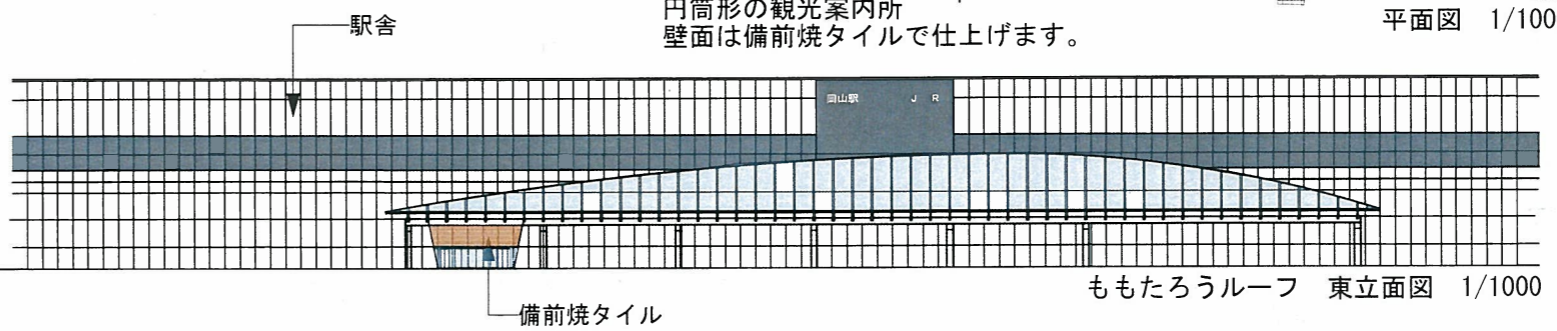 円筒形の観光案内所
壁面は備前焼タイルで仕上げます。
平面図 1/100
駅舎
岡山駅 J R
ももたろうルーフ 東立面図 1/1000
備前焼タイル